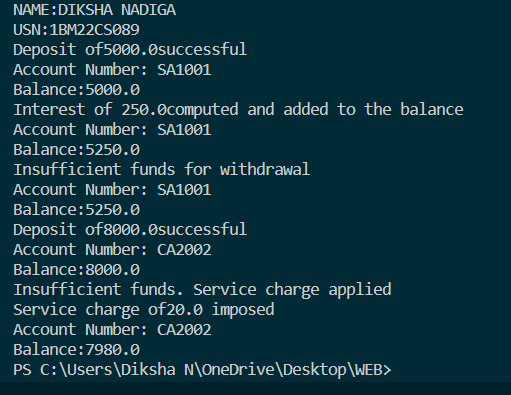 NAME:DIKSHA NADIGA
USN:1BM22CS089
Deposit of5000.0successful
Account Number: SA1001
Balance:5000.0
Interest of 250.0computed and added to the balance
Account Number: SA1001
Balance:5250.0
Insufficient funds for withdrawal
Account Number: SA1001
Balance:5250.0
Deposit of8000.0successful
Account Number: CA2002
Balance:8000.0
Insufficient funds. Service charge applied
Service charge of20.0 imposed
Account Number: CA2002
Balance:7980.0
PS C:\Users\Diksha N\OneDrive\Desktop\WEB>